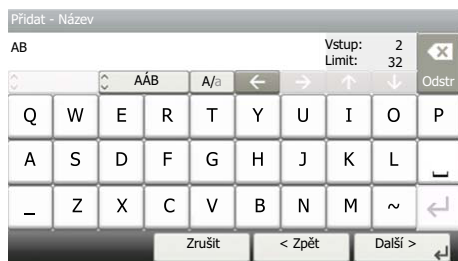 Přidat - Název
AB
Vstup: 2
Limit: 32
AÁB A/a Odstr
Q W E R T Y U I O P
A S D F G H J K L
_ Z X C V B N M ~
Zrušit < Zpět Další >